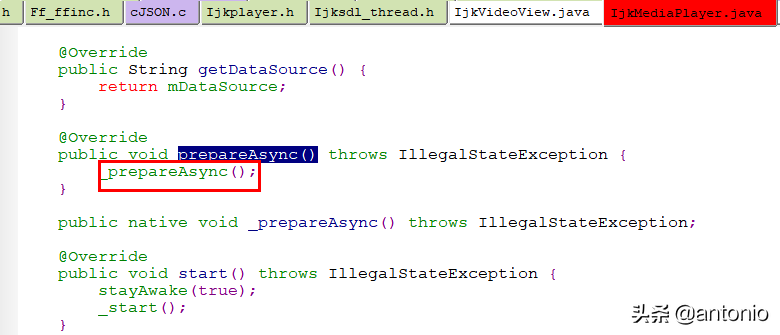 h Ff_ffinc.h cJSON.c Ijkplayer.h Ijksdl_thread.h IjkVideoView.java IjkMediaPlayer.java
@Override
public String getDataSource() {
return mDataSource;
}
@Override
public void prepareAsync() throws IllegalStateException {
_prepareAsync();
}
public native void _prepareAsync() throws IllegalStateException;
@Override
public void start() throws IllegalStateException {
stayAwake(true);
_start();
}
头条 @antonio